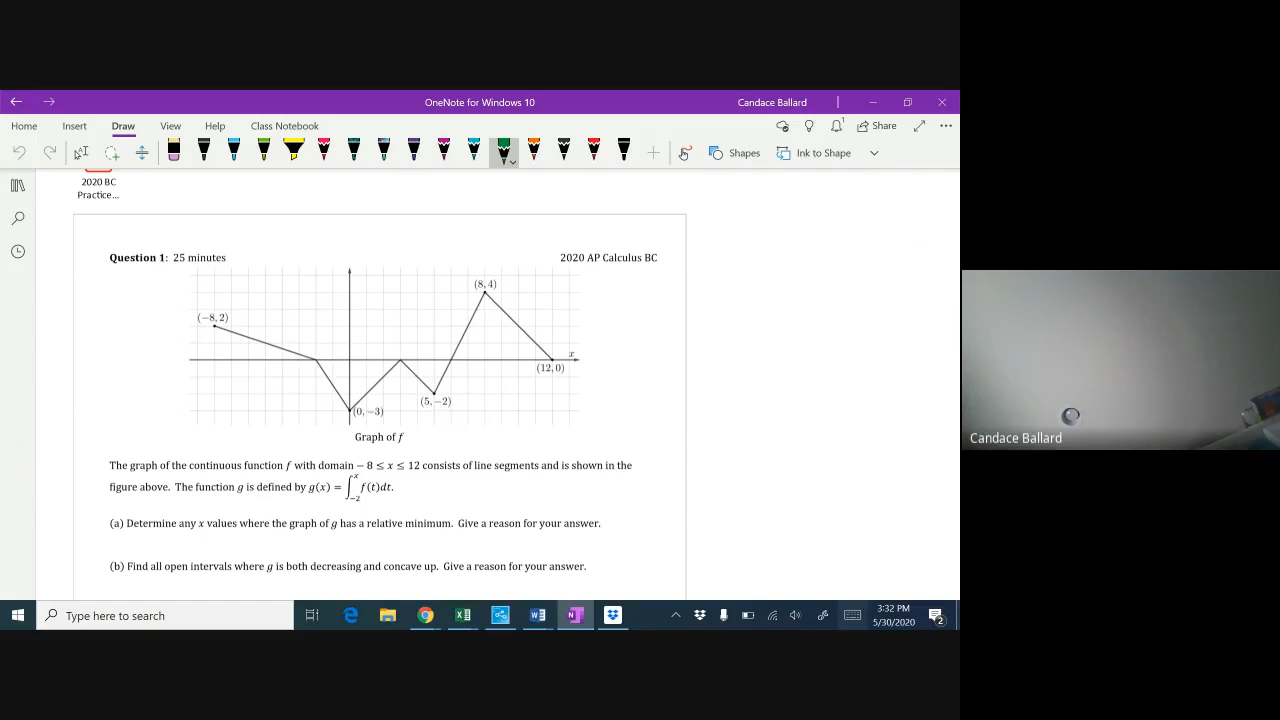 OneNote for Windows 10
Candace Ballard
Home
Insert
Draw
View
Help
Class Notebook
1
Share
Shapes
Ink to Shape
2020 BC
Practice...
Question 1: 25 minutes
2020 AP Calculus BC
(8, 4)
(−8, 2)
x
(12, 0)
(5, −2)
(0, −3)
Graph of f
The graph of the continuous function f with domain − 8 ≤ x ≤ 12 consists of line segments and is shown in the
figure above. The function g is defined by g(x) = ∫_{−2}^{x} f(t)dt.
(a) Determine any x values where the graph of g has a relative minimum. Give a reason for your answer.
(b) Find all open intervals where g is both decreasing and concave up. Give a reason for your answer.
Candace Ballard
Type here to search
3:32 PM
5/30/2020
2